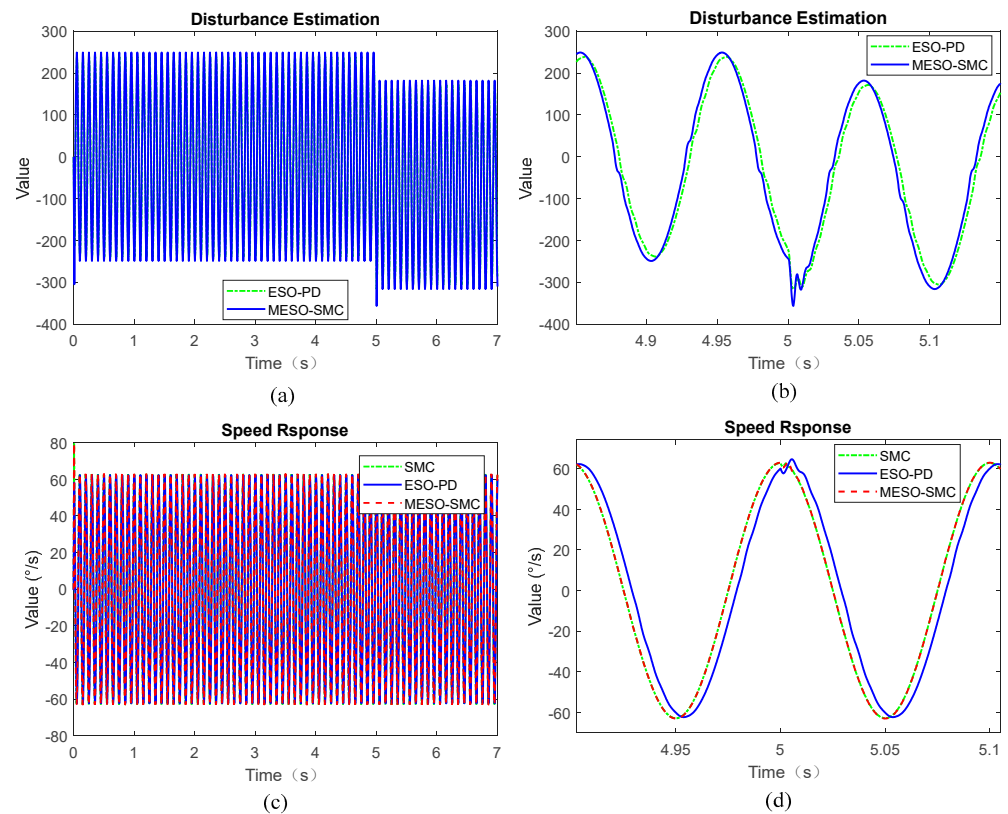 Disturbance Estimation
300
200
100
0
-100
-200
-300
-400
Value
ESO-PD
MESO-SMC
0 1 2 3 4 5 6 7
Time（s）
(a)
Disturbance Estimation
300
200
100
0
-100
-200
-300
-400
Value
ESO-PD
MESO-SMC
4.9 4.95 5 5.05 5.1
Time（s）
(b)
Speed Rsponse
80
60
40
20
0
-20
-40
-60
-80
Value (°/s)
SMC
ESO-PD
MESO-SMC
0 1 2 3 4 5 6 7
Time（s）
(c)
Speed Rsponse
60
40
20
0
-20
-40
-60
Value (°/s)
SMC
ESO-PD
MESO-SMC
4.95 5 5.05 5.1
Time（s）
(d)